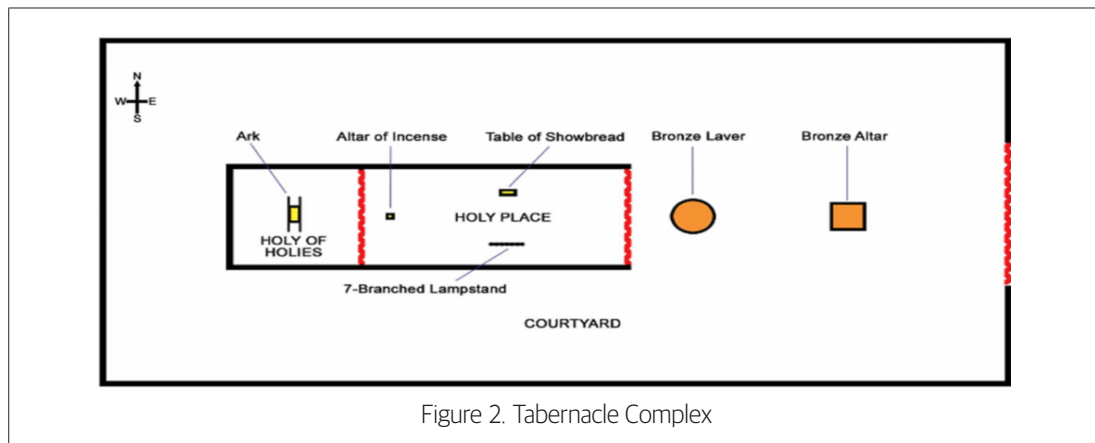 N
W E
S
Ark
Altar of Incense
Table of Showbread
Bronze Laver
Bronze Altar
HOLY OF
HOLIES
HOLY PLACE
7-Branched Lampstand
COURTYARD
Figure 2. Tabernacle Complex